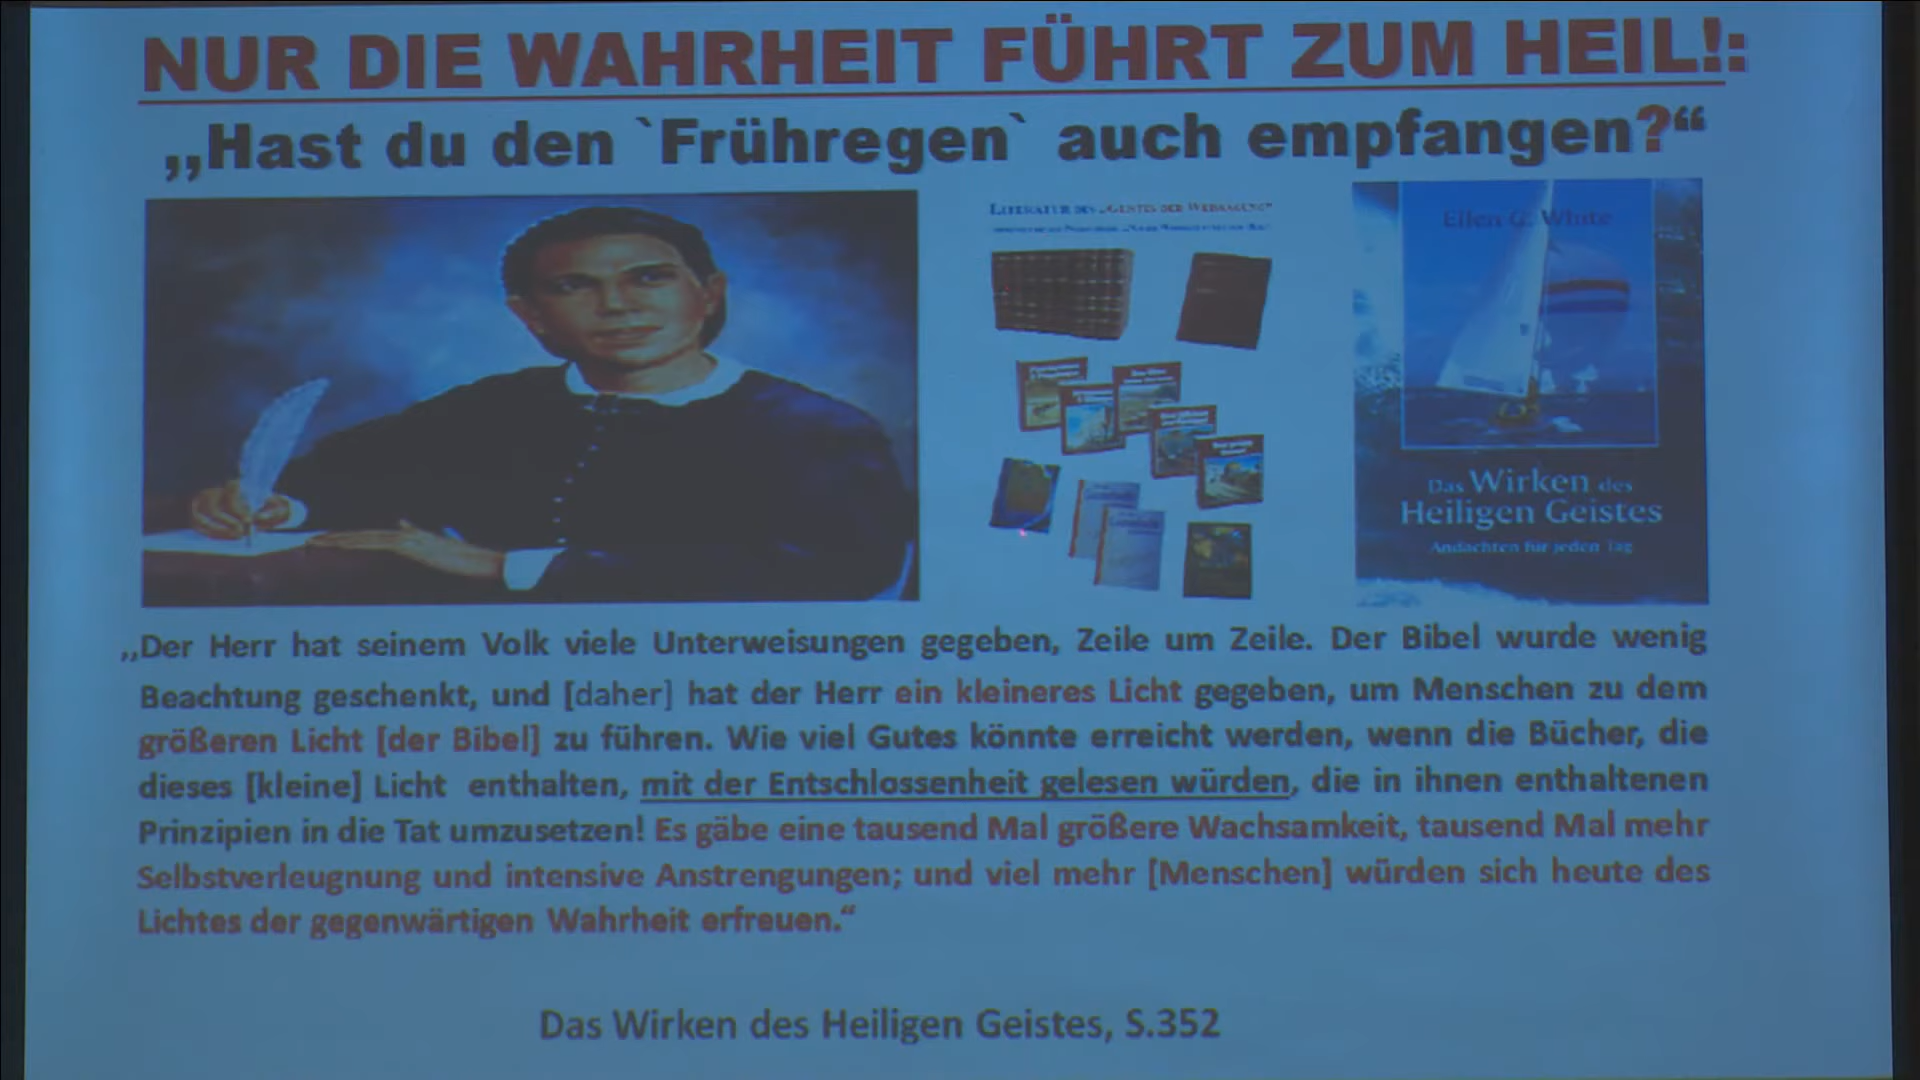 NUR DIE WAHRHEIT FÜHRT ZUM HEIL!:
„Hast du den `Frühregen` auch empfangen?“
LITERATUR DES „GEISTES DER WEISSAGUNG“
Ellen G. White
Das Wirken des
Heiligen Geistes
Andachten für jeden Tag
„Der Herr hat seinem Volk viele Unterweisungen gegeben, Zeile um Zeile. Der Bibel wurde wenig
Beachtung geschenkt, und [daher] hat der Herr ein kleineres Licht gegeben, um Menschen zu dem
größeren Licht [der Bibel] zu führen. Wie viel Gutes könnte erreicht werden, wenn die Bücher, die
dieses [kleine] Licht enthalten, mit der Entschlossenheit gelesen würden, die in ihnen enthaltenen
Prinzipien in die Tat umzusetzen! Es gäbe eine tausend Mal größere Wachsamkeit, tausend Mal mehr
Selbstverleugnung und intensive Anstrengungen; und viel mehr [Menschen] würden sich heute des
Lichtes der gegenwärtigen Wahrheit erfreuen.“
Das Wirken des Heiligen Geistes, S.352